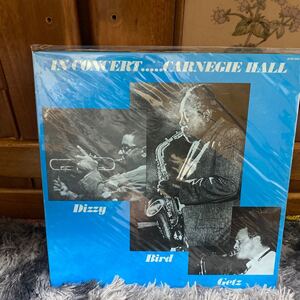 IN CONCERT.....CARNEGIE HALL
Dizzy
Bird
Getz